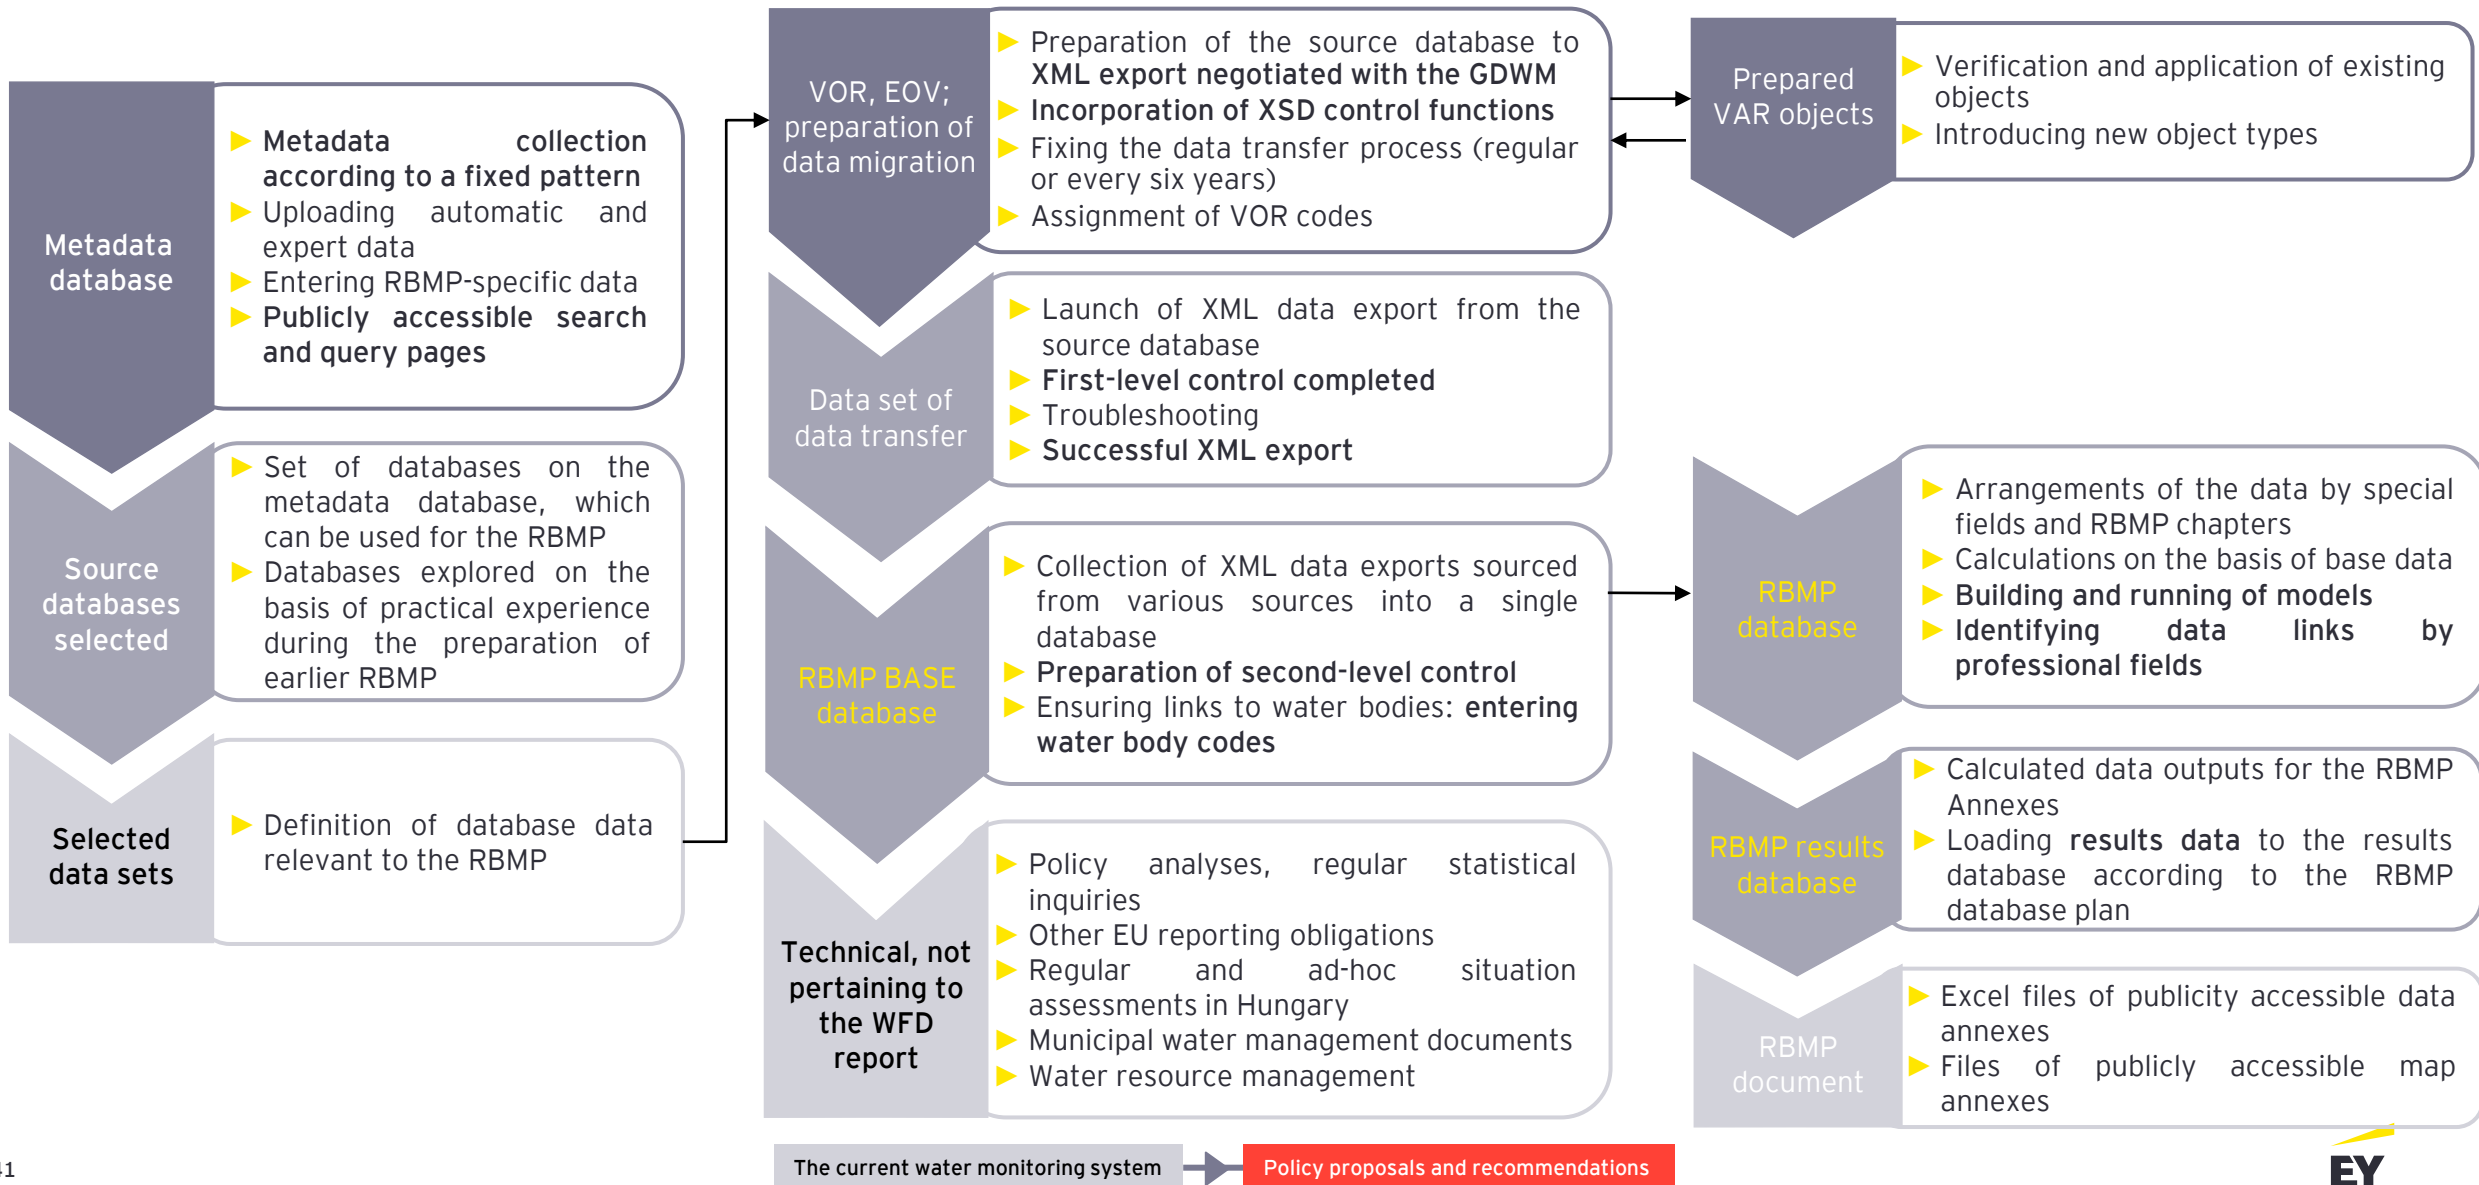 Metadata
database
Metadata collection
according to a fixed pattern
Uploading automatic and
expert data
Entering RBMP-specific data
Publicly accessible search
and query pages
Source
databases
selected
Set of databases on the
metadata database, which
can be used for the RBMP
Databases explored on the
basis of practical experience
during the preparation of
earlier RBMP
Selected
data sets
Definition of database data
relevant to the RBMP
VOR, EOV;
preparation of
data migration
Preparation of the source database to
XML export negotiated with the GDWM
Incorporation of XSD control functions
Fixing the data transfer process (regular
or every six years)
Assignment of VOR codes
Data set of
data transfer
Launch of XML data export from the
source database
First-level control completed
Troubleshooting
Successful XML export
RBMP BASE
database
Collection of XML data exports sourced
from various sources into a single
database
Preparation of second-level control
Ensuring links to water bodies: entering
water body codes
Technical, not
pertaining to
the WFD
report
Policy analyses, regular statistical
inquiries
Other EU reporting obligations
Regular and ad-hoc situation
assessments in Hungary
Municipal water management documents
Water resource management
Prepared
VAR objects
Verification and application of existing
objects
Introducing new object types
RBMP
database
Arrangements of the data by special
fields and RBMP chapters
Calculations on the basis of base data
Building and running of models
Identifying data links by
professional fields
RBMP results
database
Calculated data outputs for the RBMP
Annexes
Loading results data to the results
database according to the RBMP
database plan
RBMP
document
Excel files of publicity accessible data
annexes
Files of publicly accessible map
annexes
41
The current water monitoring system
Policy proposals and recommendations
EY